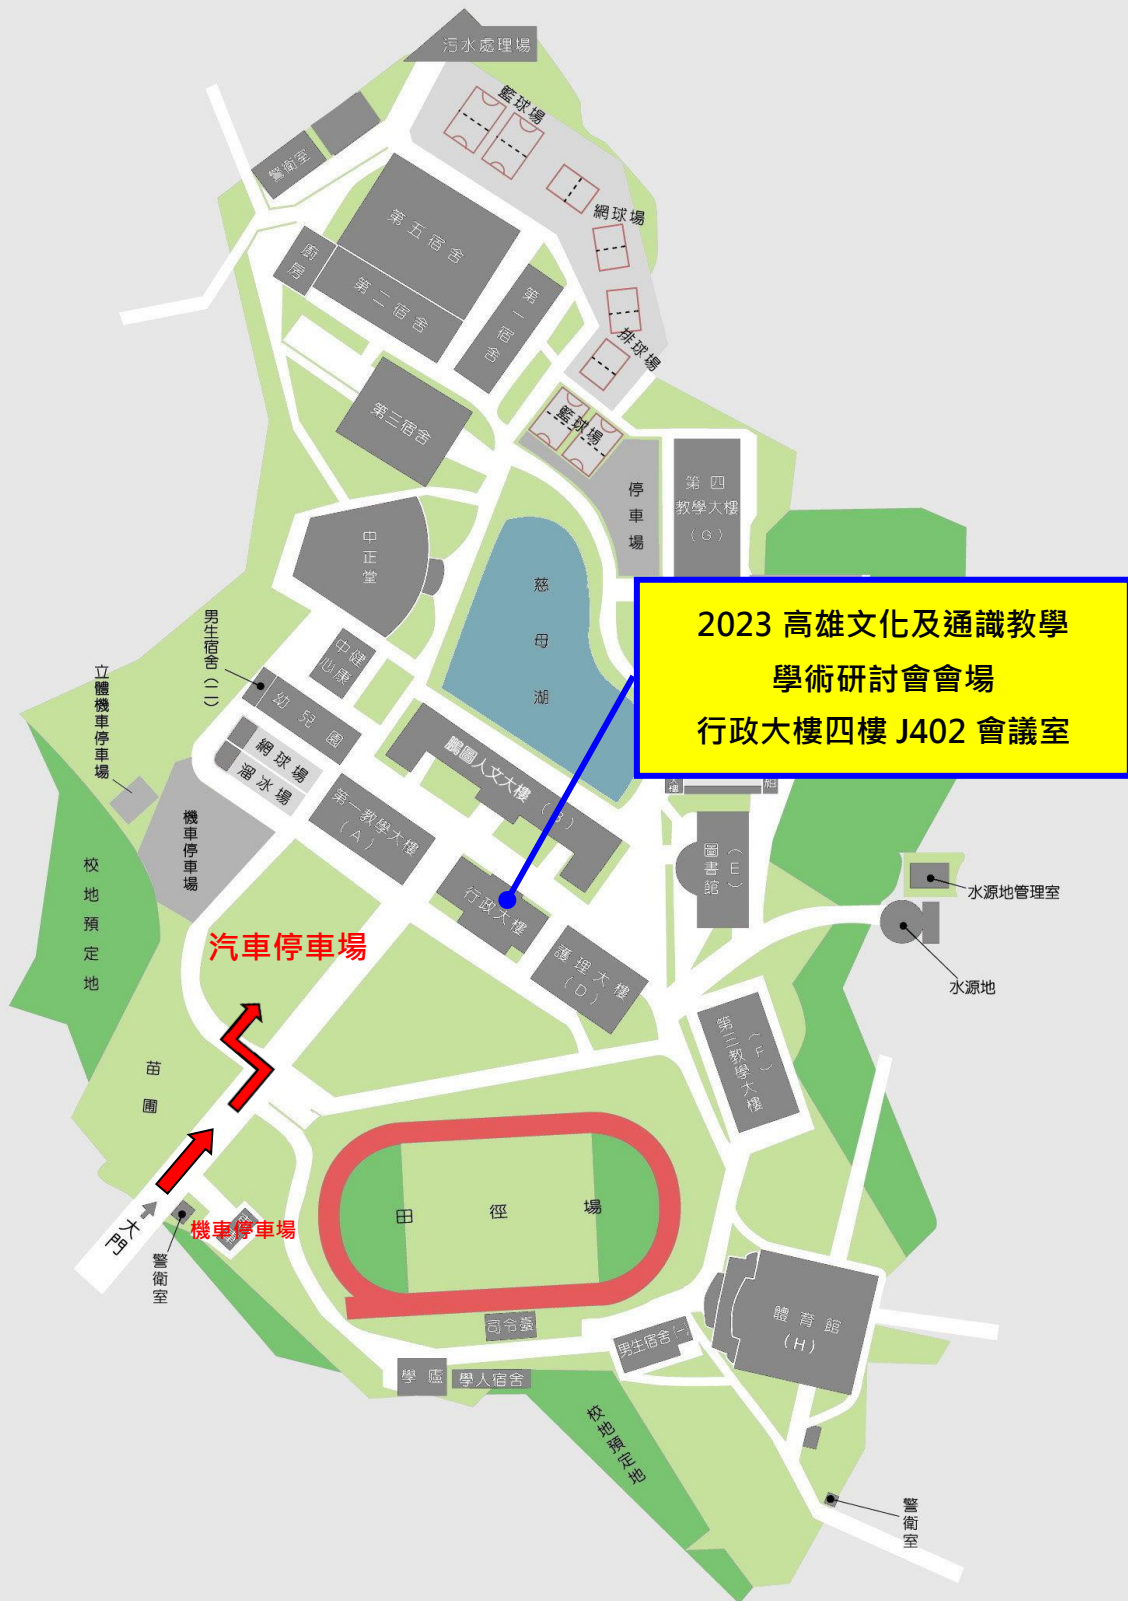 污水處理場
籃球場
警衛室
網球場
第五宿舍
廚房
第二宿舍
第一宿舍
排球場
第三宿舍
籃球場
停車場
第四
教學大樓
(G)
中正堂
慈母湖
2023 高雄文化及通識教學
學術研討會會場
行政大樓四樓 J402 會議室
男生宿舍(二)
健康
中心
立體機車停車場
幼兒園
網球場
溜冰場
人文大樓 (B)
第一教學大樓
(A)
機車停車場
圖書館
(E)
校地預定地
行政大樓
水源地管理室
汽車停車場
護理大樓
(D)
水源地
第三教學大樓
(F)
苗圃
田徑場
大門
機車停車場
警衛室
司令臺
男生宿舍(一)
體育館
(H)
學區
學人宿舍
校地預定地
警衛室